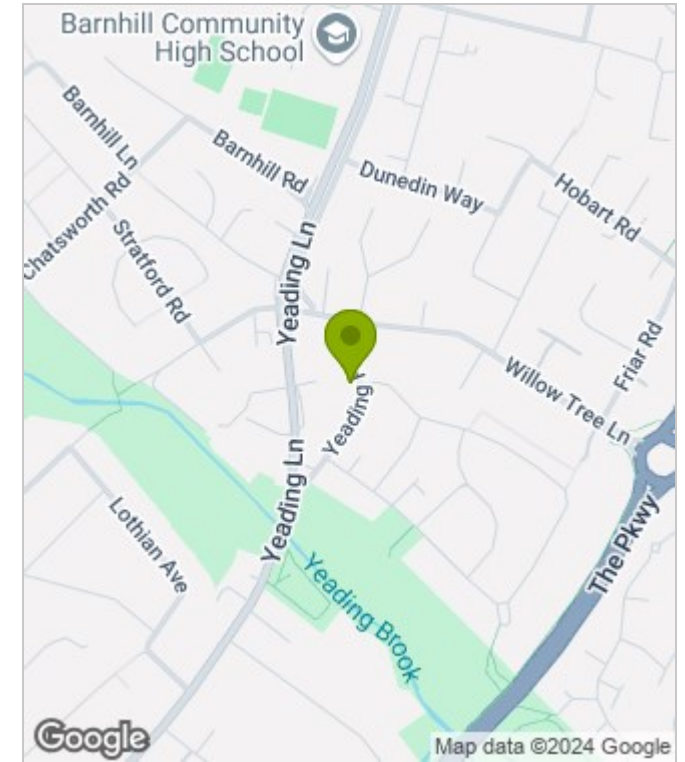 Barnhill Community
High School
Barnhill Ln
Barnhill Rd
Dunedin Way
Hobart Rd
Chatsworth Rd
Stratford Rd
Yeading Ln
Friar Rd
Willow Tree Ln
Yeading
Yeading Ln
Lothian Ave
The Pkwy
Yeading Brook
Google
Map data ©2024 Google